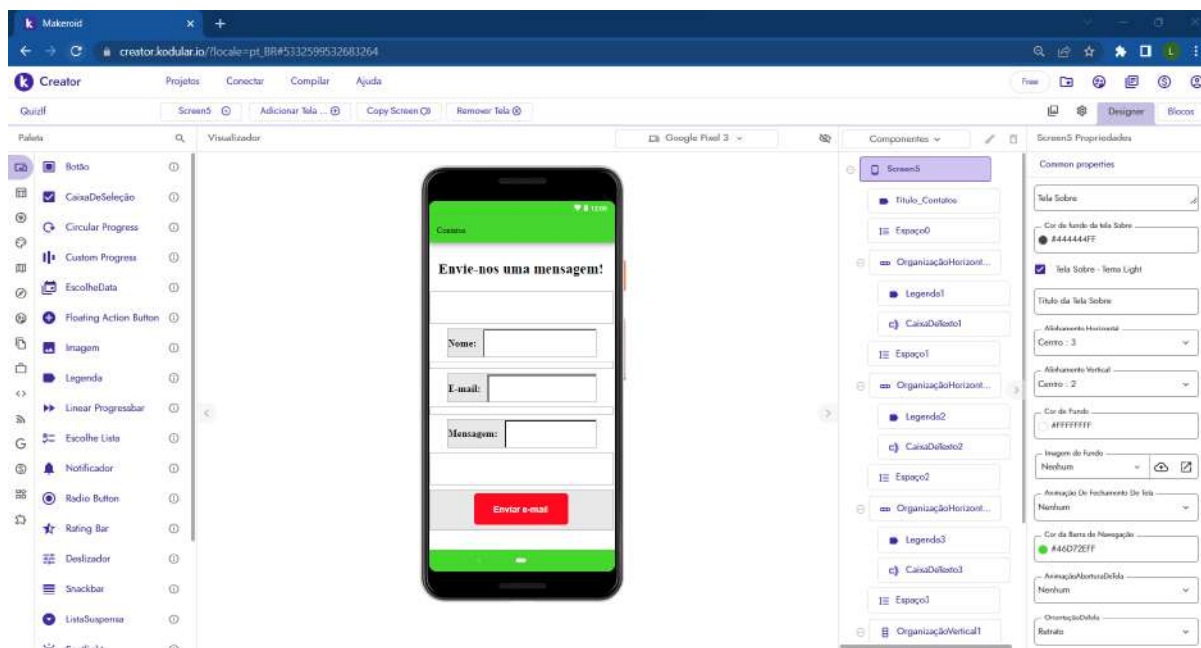 Makeroid
creator.kodular.io/?locale=pt_BR#5332599532683264
Creator
Projetos
Conectar
Compilar
Ajuda
Free
QuizIf
Screen5
Adicionar Tela ...
Copy Screen
Remover Tela
Designer
Blocos
Paleta
Visualizador
Google Pixel 3
Componentes
Screen5 Propriedades
Botão
CaixaDeSeleção
Circular Progress
Custom Progress
EscolheData
Floating Action Button
Imagem
Legenda
Linear Progressbar
Escolhe Lista
Notificador
Radio Button
Rating Bar
Deslizador
Snackbar
ListaSuspensa
12:00
Contatos
Envie-nos uma mensagem!
Nome:
E-mail:
Mensagem:
Enviar e-mail
Screen5
Titulo_Contatos
Espaço0
OrganizaçãoHorizont...
Legenda1
CaixaDeTexto1
Espaço1
OrganizaçãoHorizont...
Legenda2
CaixaDeTexto2
Espaço2
OrganizaçãoHorizont...
Legenda3
CaixaDeTexto3
Espaço3
OrganizaçãoVertical1
Common properties
Tela Sobre
Cor de fundo da tela Sobre
#444444FF
Tela Sobre - Tema Light
Título da Tela Sobre
Alinhamento Horizontal
Centro : 3
Alinhamento Vertical
Centro : 2
Cor de Fundo
#FFFFFFFF
Imagem de Fundo
Nenhum
Animação De Fechamento De Tela
Nenhum
Cor da Barra de Navegação
#46D72EFF
AnimaçãoAberturaDeTela
Nenhum
OrientaçãoDaTela
Retrato